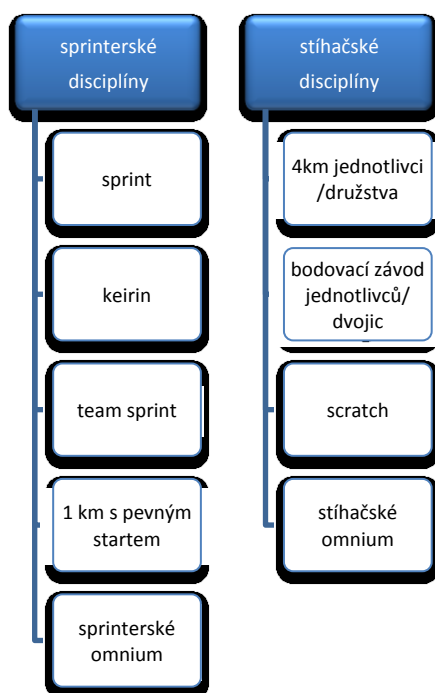 sprinterské
disciplíny
sprint
keirin
team sprint
1 km s pevným
startem
sprinterské
omnium
stíhačské
disciplíny
4km jednotlivci
/družstva
bodovací závod
jednotlivců/
dvojic
scratch
stíhačské
omnium